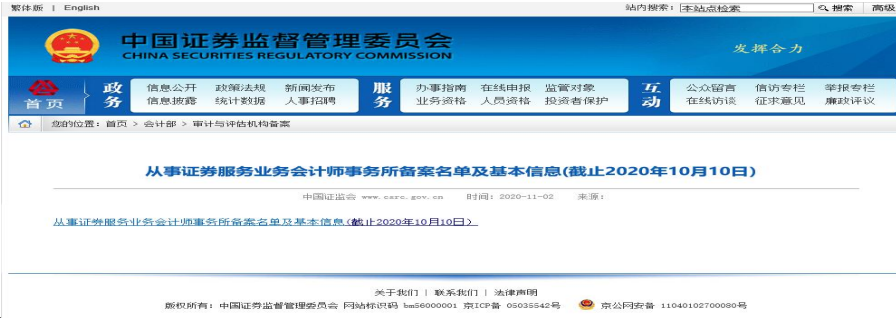 繁体版 | English 站内搜索: 本站点检索 搜索 高级
中国证券监督管理委员会 发挥合力
CHINA SECURITIES REGULATORY COMMISSION
首页 政务 信息公开 政策法规 新闻发布 服务 办事指南 在线申报 监管对象 互动 公众留言 信访专栏 举报专栏
信息披露 统计数据 人事招聘 业务资格 人员资格 投资者保护 在线访谈 征求意见 廉政评议
您的位置: 首页 > 会计部 > 审计与评估机构备案
从事证券服务业务会计师事务所备案名单及基本信息(截止2020年10月10日)
中国证监会 www.csrc.gov.cn 时间: 2020-11-02 来源:
从事证券服务业务会计师事务所备案名单及基本信息(截止2020年10月10日)
关于我们 | 联系我们 | 法律声明
版权所有: 中国证券监督管理委员会 网站标识码 bm56000001 京ICP备 05035542号 京公网安备 11040102700080号